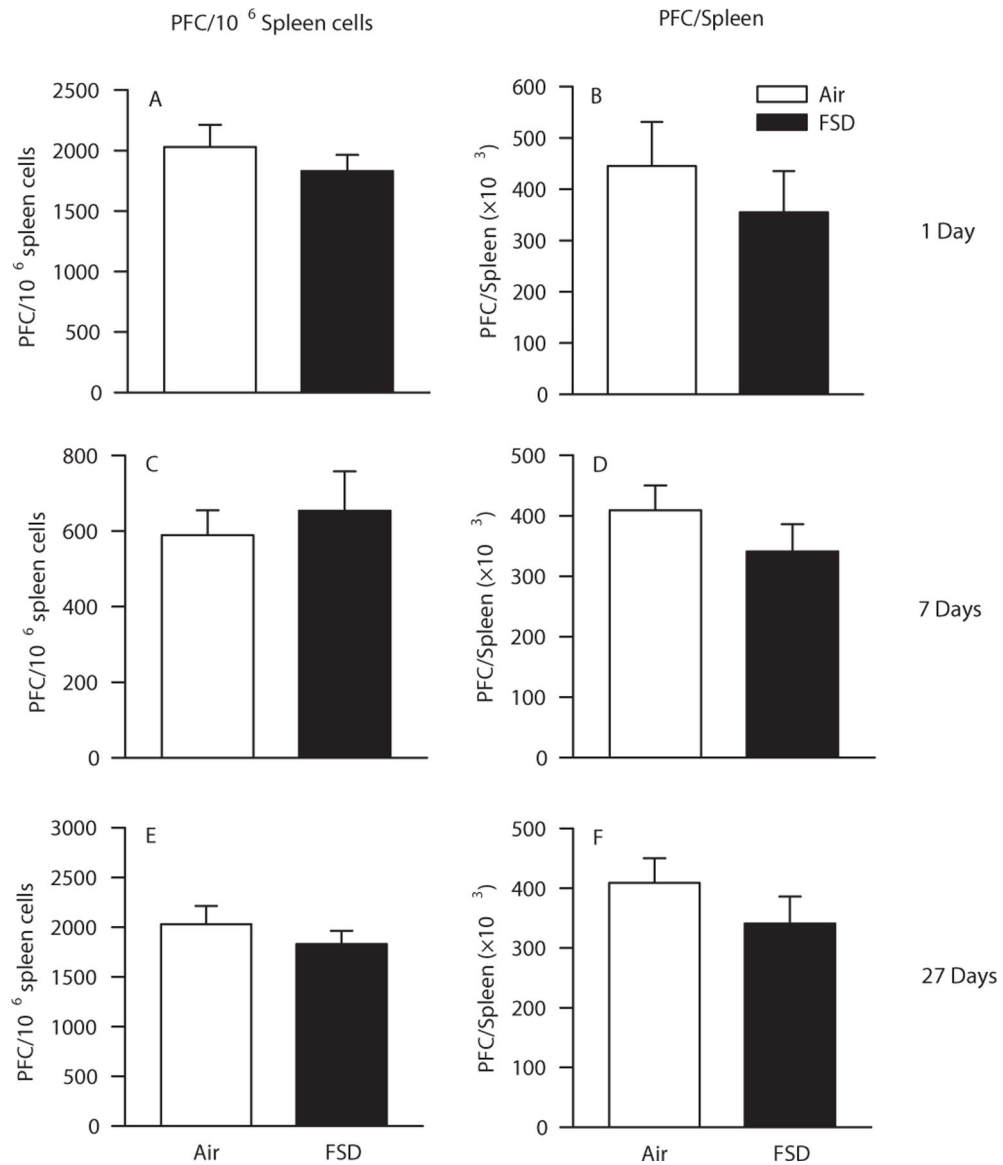 PFC/10 6 Spleen cells
PFC/Spleen
A
PFC/10 6 spleen cells
2500
2000
1500
1000
500
0
B
Air
FSD
PFC/Spleen (×10 3)
600
500
400
300
200
100
0
1 Day
C
PFC/10 6 spleen cells
800
600
400
200
0
D
PFC/Spleen (×10 3)
500
400
300
200
100
0
7 Days
E
PFC/10 6 spleen cells
3000
2500
2000
1500
1000
500
0
Air
FSD
F
PFC/Spleen (×10 3)
500
400
300
200
100
0
Air
FSD
27 Days